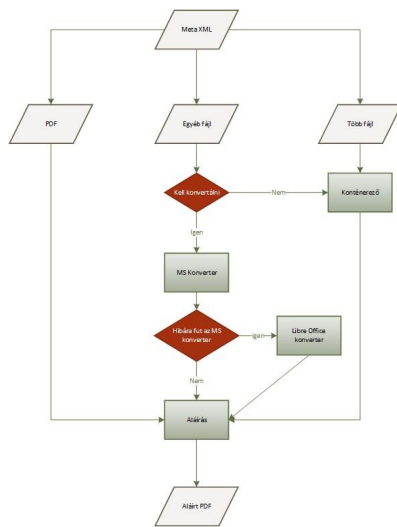 Meta XML
PDF
Egyéb fájl
Több fájl
Kell konvertálni
Nem
Konténerező
Igen
MS Konverter
Hibára fut az MS
konverter
igen
Libre Office
konverter
Nem
Aláírás
Aláírt PDF